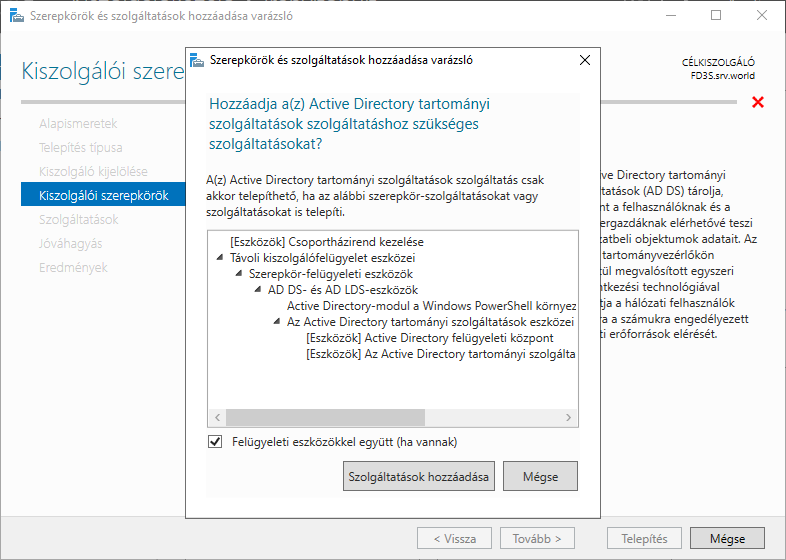 Szerepkörök és szolgáltatások hozzáadása varázsló
Kiszolgálói szere
CÉLKISZOLGÁLÓ
FD3S.srv.world
Alapismeretek
Telepítés típusa
Kiszolgáló kijelölése
Kiszolgálói szerepkörök
Szolgáltatások
Jóváhagyás
Eredmények
Szerepkörök és szolgáltatások hozzáadása varázsló
Hozzáadja a(z) Active Directory tartományi
szolgáltatások szolgáltatáshoz szükséges
szolgáltatásokat?
A(z) Active Directory tartományi szolgáltatások szolgáltatás csak
akkor telepíthető, ha az alábbi szerepkör-szolgáltatásokat vagy
szolgáltatásokat is telepíti.
[Eszközök] Csoportházirend kezelése
Távoli kiszolgálófelügyelet eszközei
Szerepkör-felügyeleti eszközök
AD DS- és AD LDS-eszközök
Active Directory-modul a Windows PowerShell környez
Az Active Directory tartományi szolgáltatások eszközei
[Eszközök] Active Directory felügyeleti központ
[Eszközök] Az Active Directory tartományi szolgálta
Felügyeleti eszközökkel együtt (ha vannak)
Szolgáltatások hozzáadása
Mégse
ve Directory tartományi
ltatások (AD DS) tárolja,
nt a felhasználóknak és a
ergazdáknak elérhetővé teszi
zatbeli objektumok adatait. Az
tartományvezérlőkön
tül megvalósított egyszeri
ntkezési technológiával
tja a hálózati felhasználók
ra a számukra engedélyezett
ti erőforrások elérését.
< Vissza
Tovább >
Telepítés
Mégse